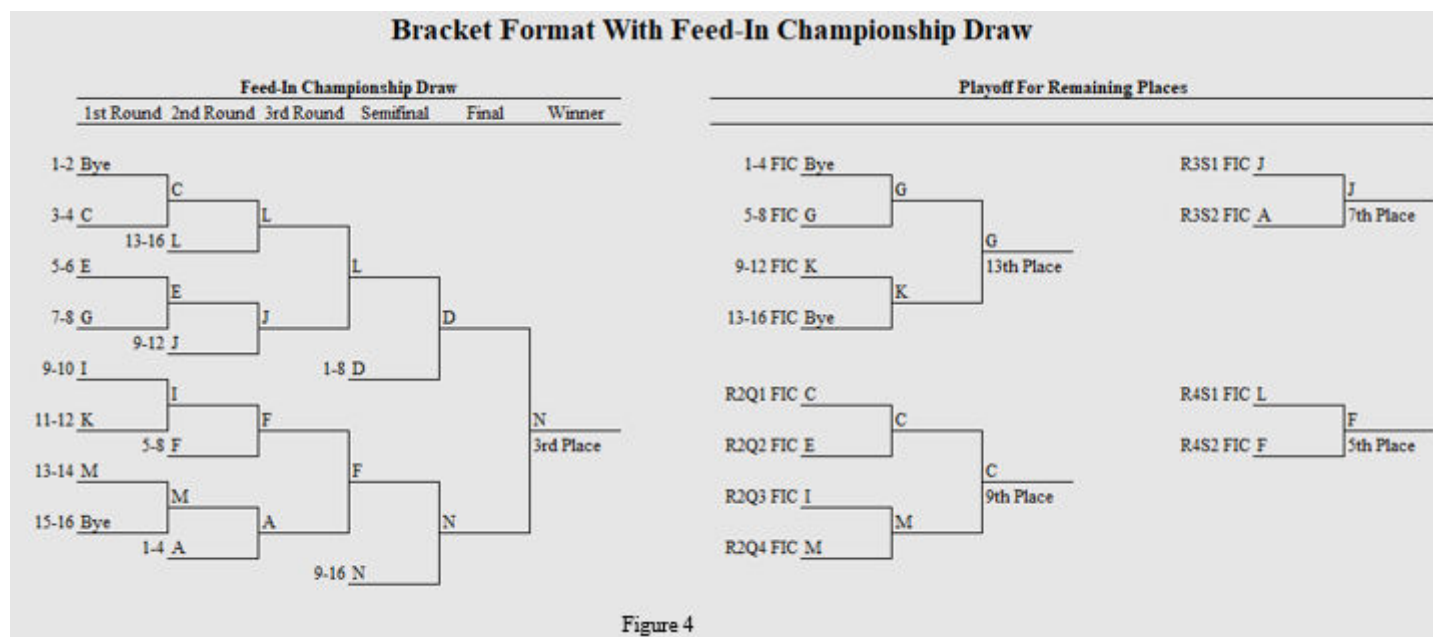 Bracket Format With Feed-In Championship Draw
Feed-In Championship Draw
1st Round 2nd Round 3rd Round Semifinal Final Winner
1-2 Bye
C
3-4 C
L
13-16 L
5-6 E
L
E
7-8 G
J
D
9-12 J
9-10 I
1-8 D
I
11-12 K
F
N
5-8 F
3rd Place
13-14 M
F
M
15-16 Bye
A
N
1-4 A
9-16 N
Playoff For Remaining Places
1-4 FIC Bye
G
5-8 FIC G
G
9-12 FIC K
13th Place
K
13-16 FIC Bye
R3S1 FIC J
J
R3S2 FIC A
7th Place
R2Q1 FIC C
C
R2Q2 FIC E
C
R2Q3 FIC I
9th Place
M
R2Q4 FIC M
R4S1 FIC L
F
R4S2 FIC F
5th Place
Figure 4